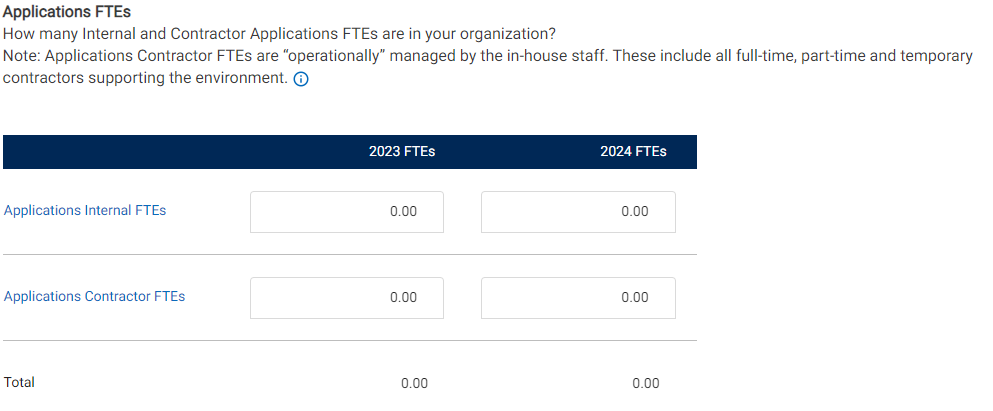 Applications FTEs
How many Internal and Contractor Applications FTEs are in your organization?
Note: Applications Contractor FTEs are “operationally” managed by the in-house staff. These include all full-time, part-time and temporary
contractors supporting the environment.
2023 FTEs 2024 FTEs
Applications Internal FTEs 0.00 0.00
Applications Contractor FTEs 0.00 0.00
Total 0.00 0.00